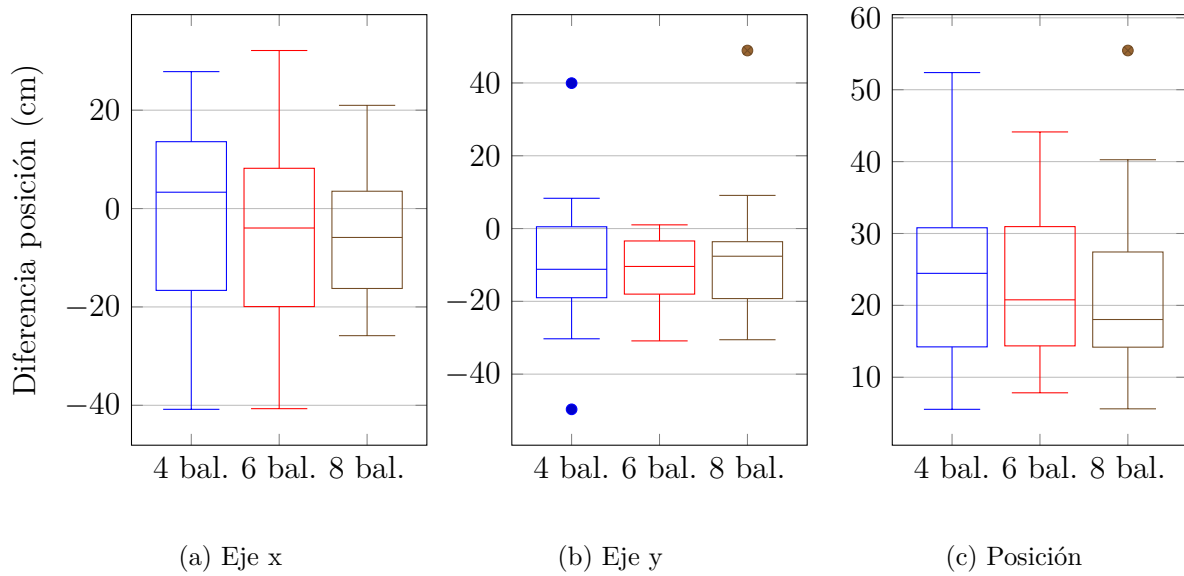 Diferencia posición (cm)
20
0
−20
−40
4 bal. 6 bal. 8 bal.
(a) Eje x
40
20
0
−20
−40
4 bal. 6 bal. 8 bal.
(b) Eje y
60
50
40
30
20
10
4 bal. 6 bal. 8 bal.
(c) Posición